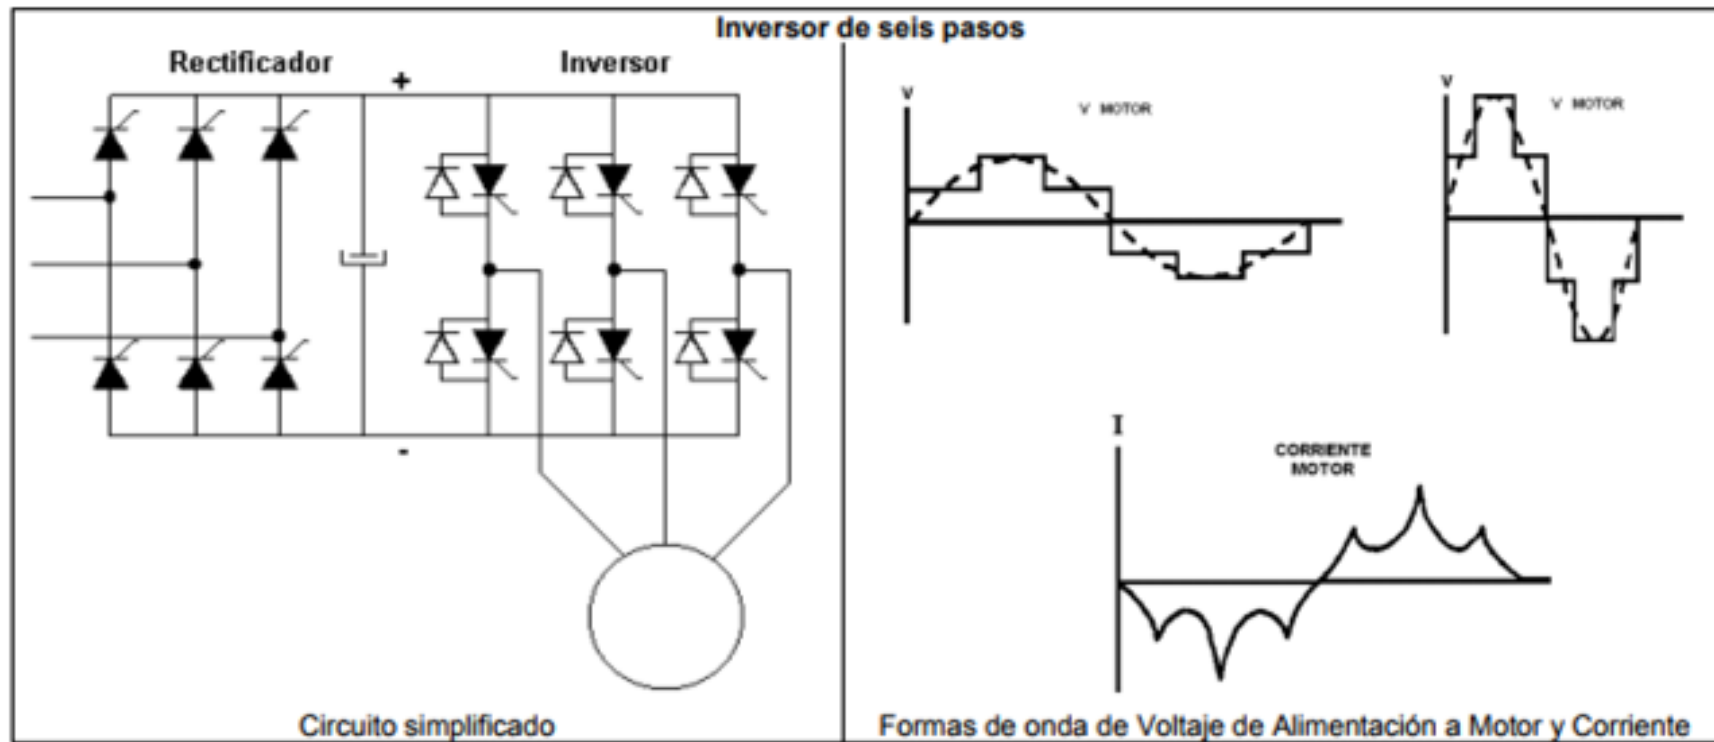 Inversor de seis pasos
Rectificador
Inversor
+
-
Circuito simplificado
V
V MOTOR
V
V MOTOR
I
CORRIENTE
MOTOR
Formas de onda de Voltaje de Alimentación a Motor y Corriente